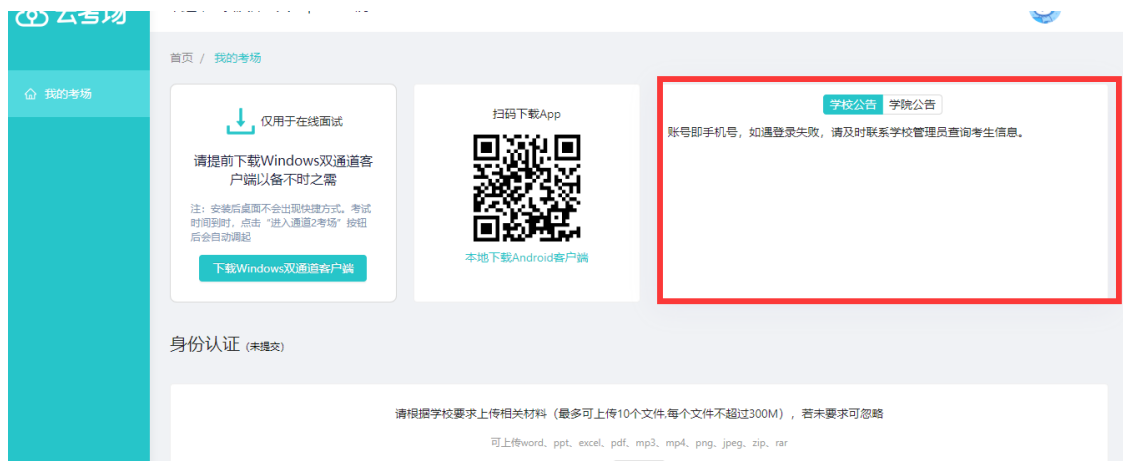 云考场
首页 / 我的考场
我的考场
仅用于在线面试
请提前下载Windows双通道客
户端以备不时之需
注：安装后桌面不会出现快捷方式。考试
时间到时，点击“进入通道2考场”按钮
后会自动调起
下载Windows双通道客户端
扫码下载App
本地下载Android客户端
学校公告 学院公告
账号即手机号，如遇登录失败，请及时联系学校管理员查询考生信息。
身份认证 (未提交)
请根据学校要求上传相关材料（最多可上传10个文件,每个文件不超过300M），若未要求可忽略
可上传word、ppt、excel、pdf、mp3、mp4、png、jpeg、zip、rar